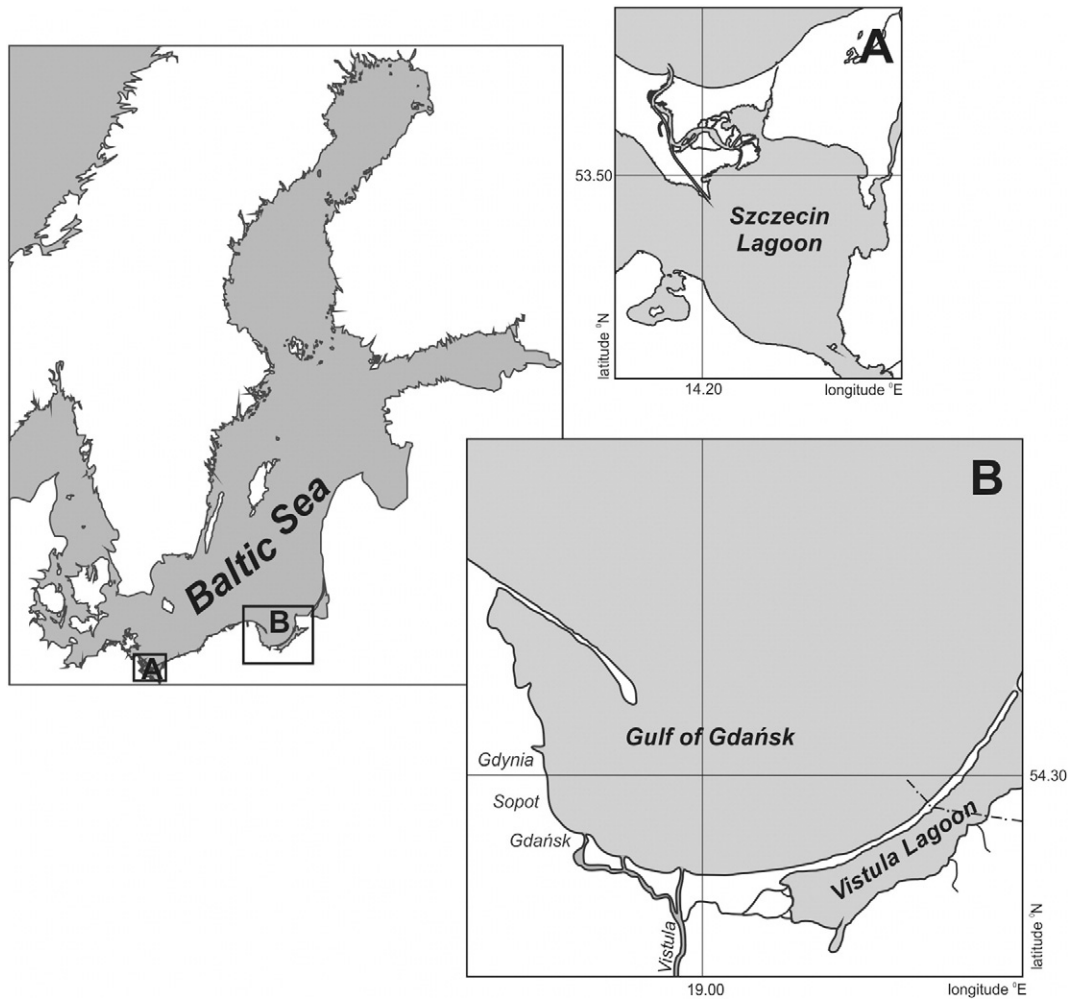 Baltic Sea
A
B
A
53.50
Szczecin
Lagoon
latitude °N
14.20
longitude °E
B
Gulf of Gdańsk
Gdynia
54.30
Sopot
Gdańsk
Vistula Lagoon
Vistula
latitude °N
19.00
longitude °E